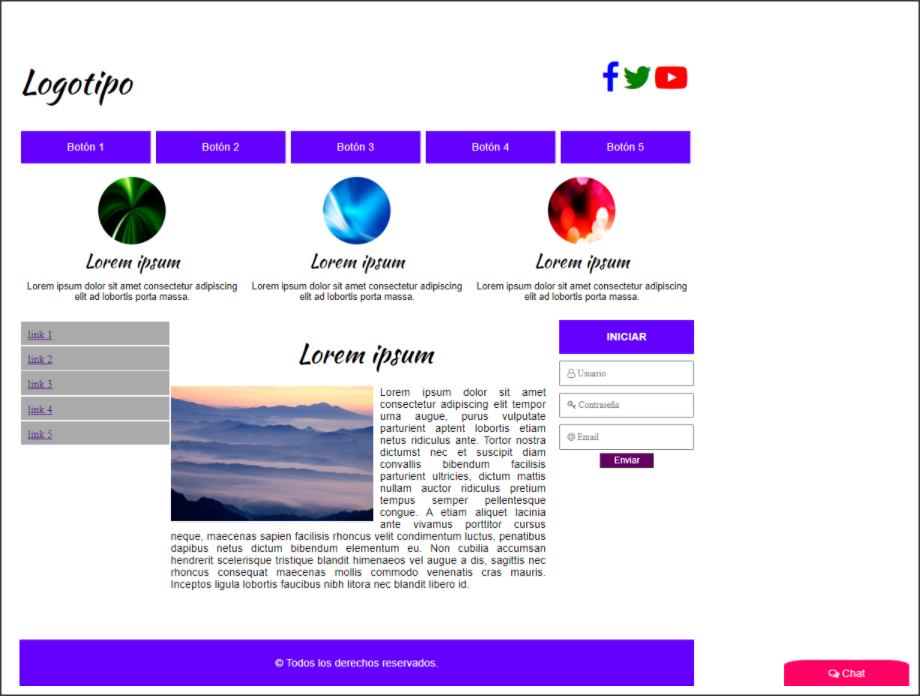 Logotipo
Botón 1
Botón 2
Botón 3
Botón 4
Botón 5
Lorem ipsum
Lorem ipsum dolor sit amet consectetur adipiscing
elit ad lobortis porta massa.
Lorem ipsum
Lorem ipsum dolor sit amet consectetur adipiscing
elit ad lobortis porta massa.
Lorem ipsum
Lorem ipsum dolor sit amet consectetur adipiscing
elit ad lobortis porta massa.
link 1
link 2
link 3
link 4
link 5
Lorem ipsum
Lorem ipsum dolor sit amet
consectetur adipiscing elit tempor
urna augue, purus vulputate
parturient aptent lobortis etiam
netus ridiculus ante. Tortor nostra
dictumst nec et suscipit diam
convallis bibendum facilisis
parturient ultricies, dictum mattis
nullam auctor ridiculus pretium
tempus semper pellentesque
congue. A etiam aliquet lacinia
ante vivamus porttitor cursus
neque, maecenas sapien facilisis rhoncus velit condimentum luctus, penatibus
dapibus netus dictum bibendum elementum eu. Non cubilia accumsan
hendrerit scelerisque tristique blandit himenaeos vel augue a dis, sagittis nec
rhoncus consequat maecenas mollis commodo venenatis cras mauris.
Inceptos ligula lobortis faucibus nibh litora nec blandit libero id.
INICIAR
Usuario
Contraseña
Email
Enviar
© Todos los derechos reservados.
Chat